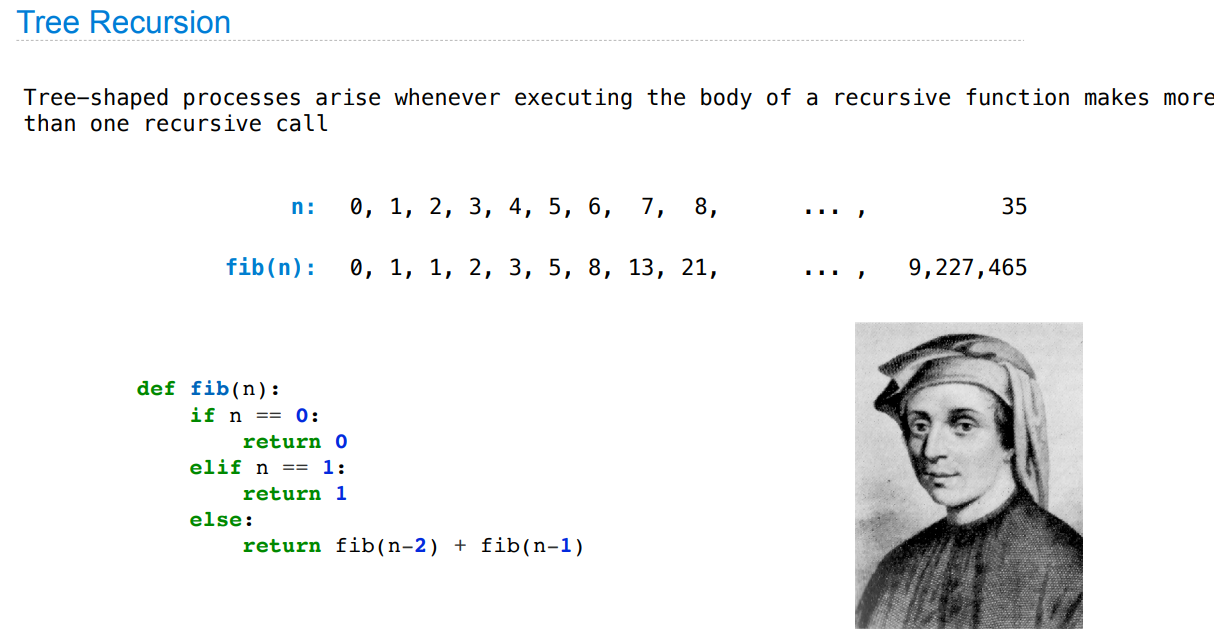 Tree Recursion
Tree-shaped processes arise whenever executing the body of a recursive function makes more
than one recursive call
n: 0, 1, 2, 3, 4, 5, 6, 7, 8, ... , 35
fib(n): 0, 1, 1, 2, 3, 5, 8, 13, 21, ... , 9,227,465
def fib(n):
    if n == 0:
        return 0
    elif n == 1:
        return 1
    else:
        return fib(n-2) + fib(n-1)